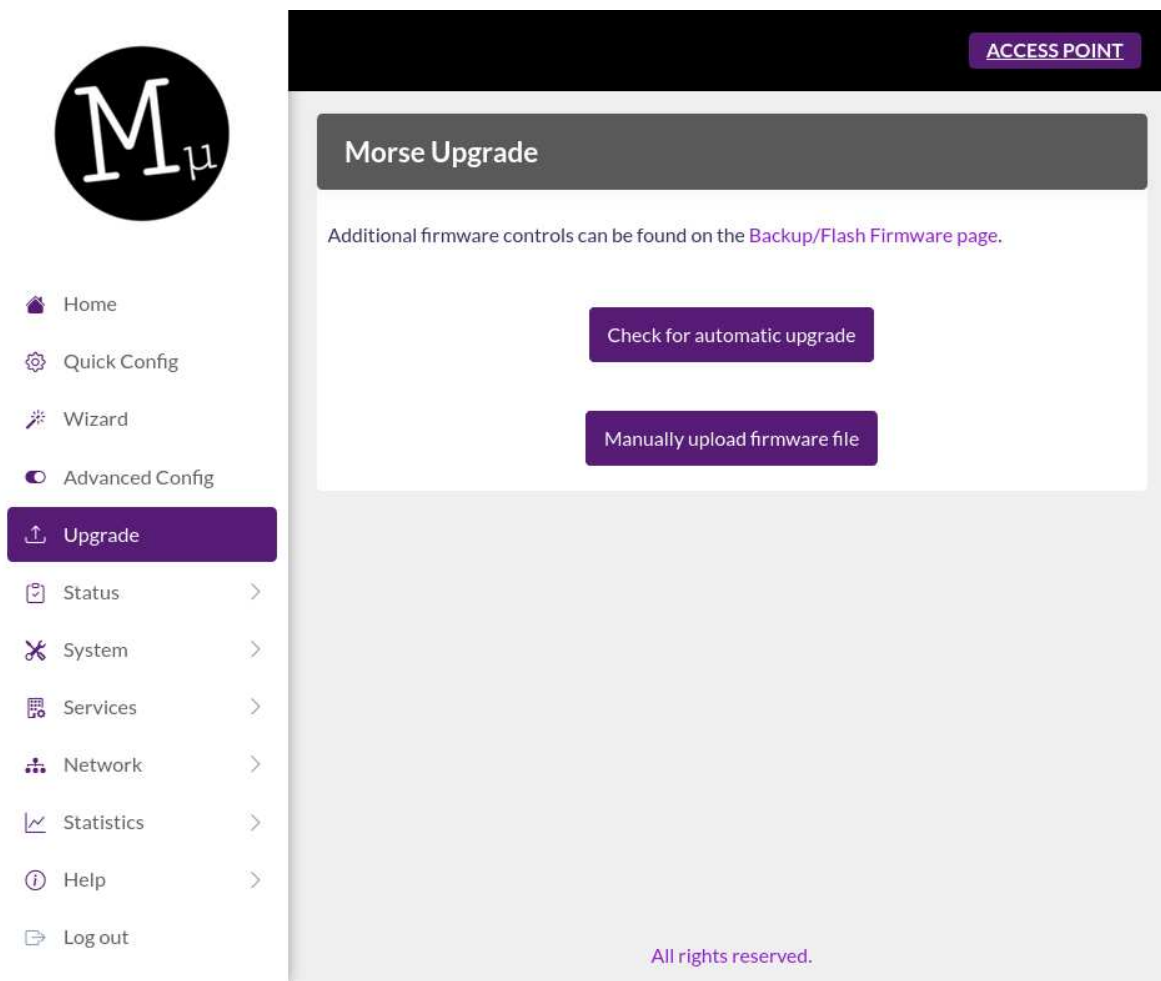 Mμ
Home
Quick Config
Wizard
Advanced Config
Upgrade
Status
System
Services
Network
Statistics
Help
Log out
ACCESS POINT
Morse Upgrade
Additional firmware controls can be found on the Backup/Flash Firmware page.
Check for automatic upgrade
Manually upload firmware file
All rights reserved.